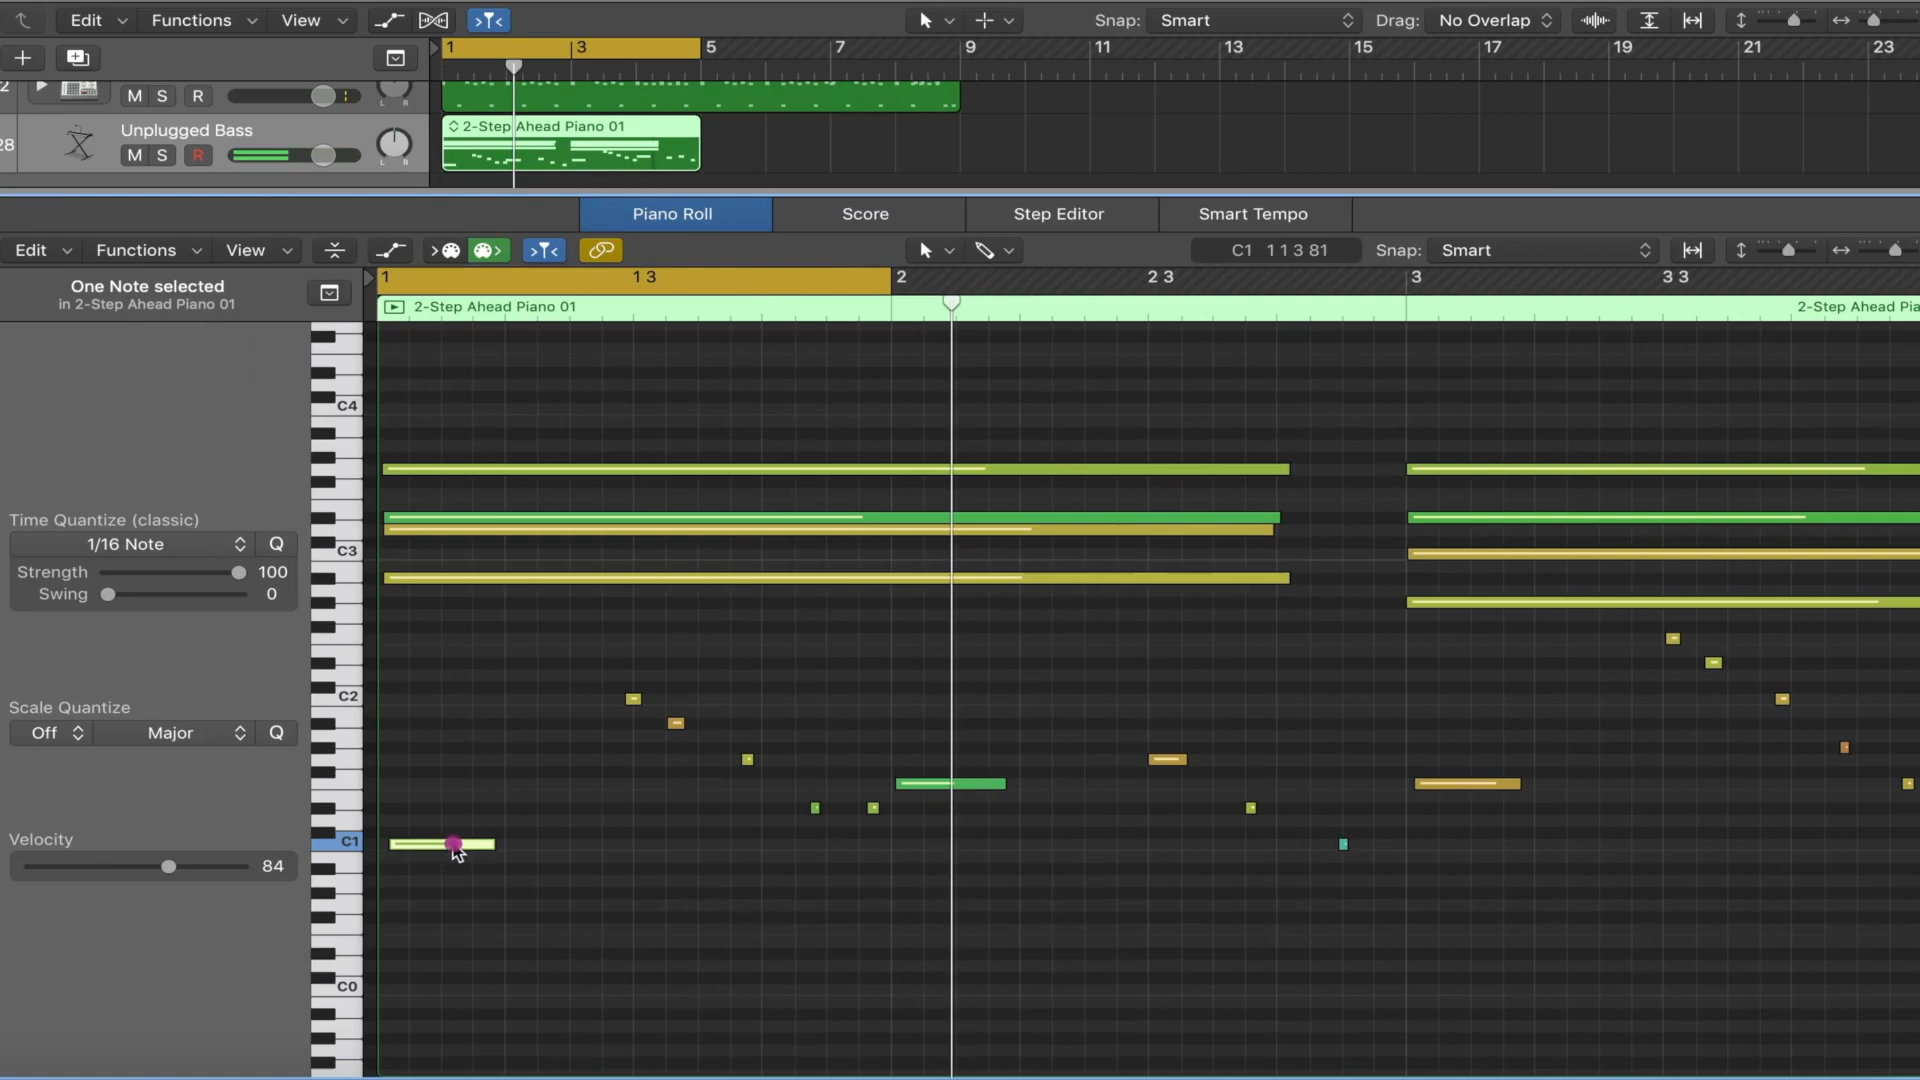 Edit Functions View Snap: Smart Drag: No Overlap
1 3 5 7 9 11 13 15 17 19 21 23
2 M S R L R
Unplugged Bass 2-Step Ahead Piano 01
28 M S R L R
Piano Roll Score Step Editor Smart Tempo
Edit Functions View C1 1 1 3 81 Snap: Smart
One Note selected 1 1 3 2 2 3 3 3 3
in 2-Step Ahead Piano 01 2-Step Ahead Piano 01 2-Step Ahead Pia
C4
Time Quantize (classic)
1/16 Note Q C3
Strength 100
Swing 0
C2
Scale Quantize
Off Major Q
Velocity C1
84
C0